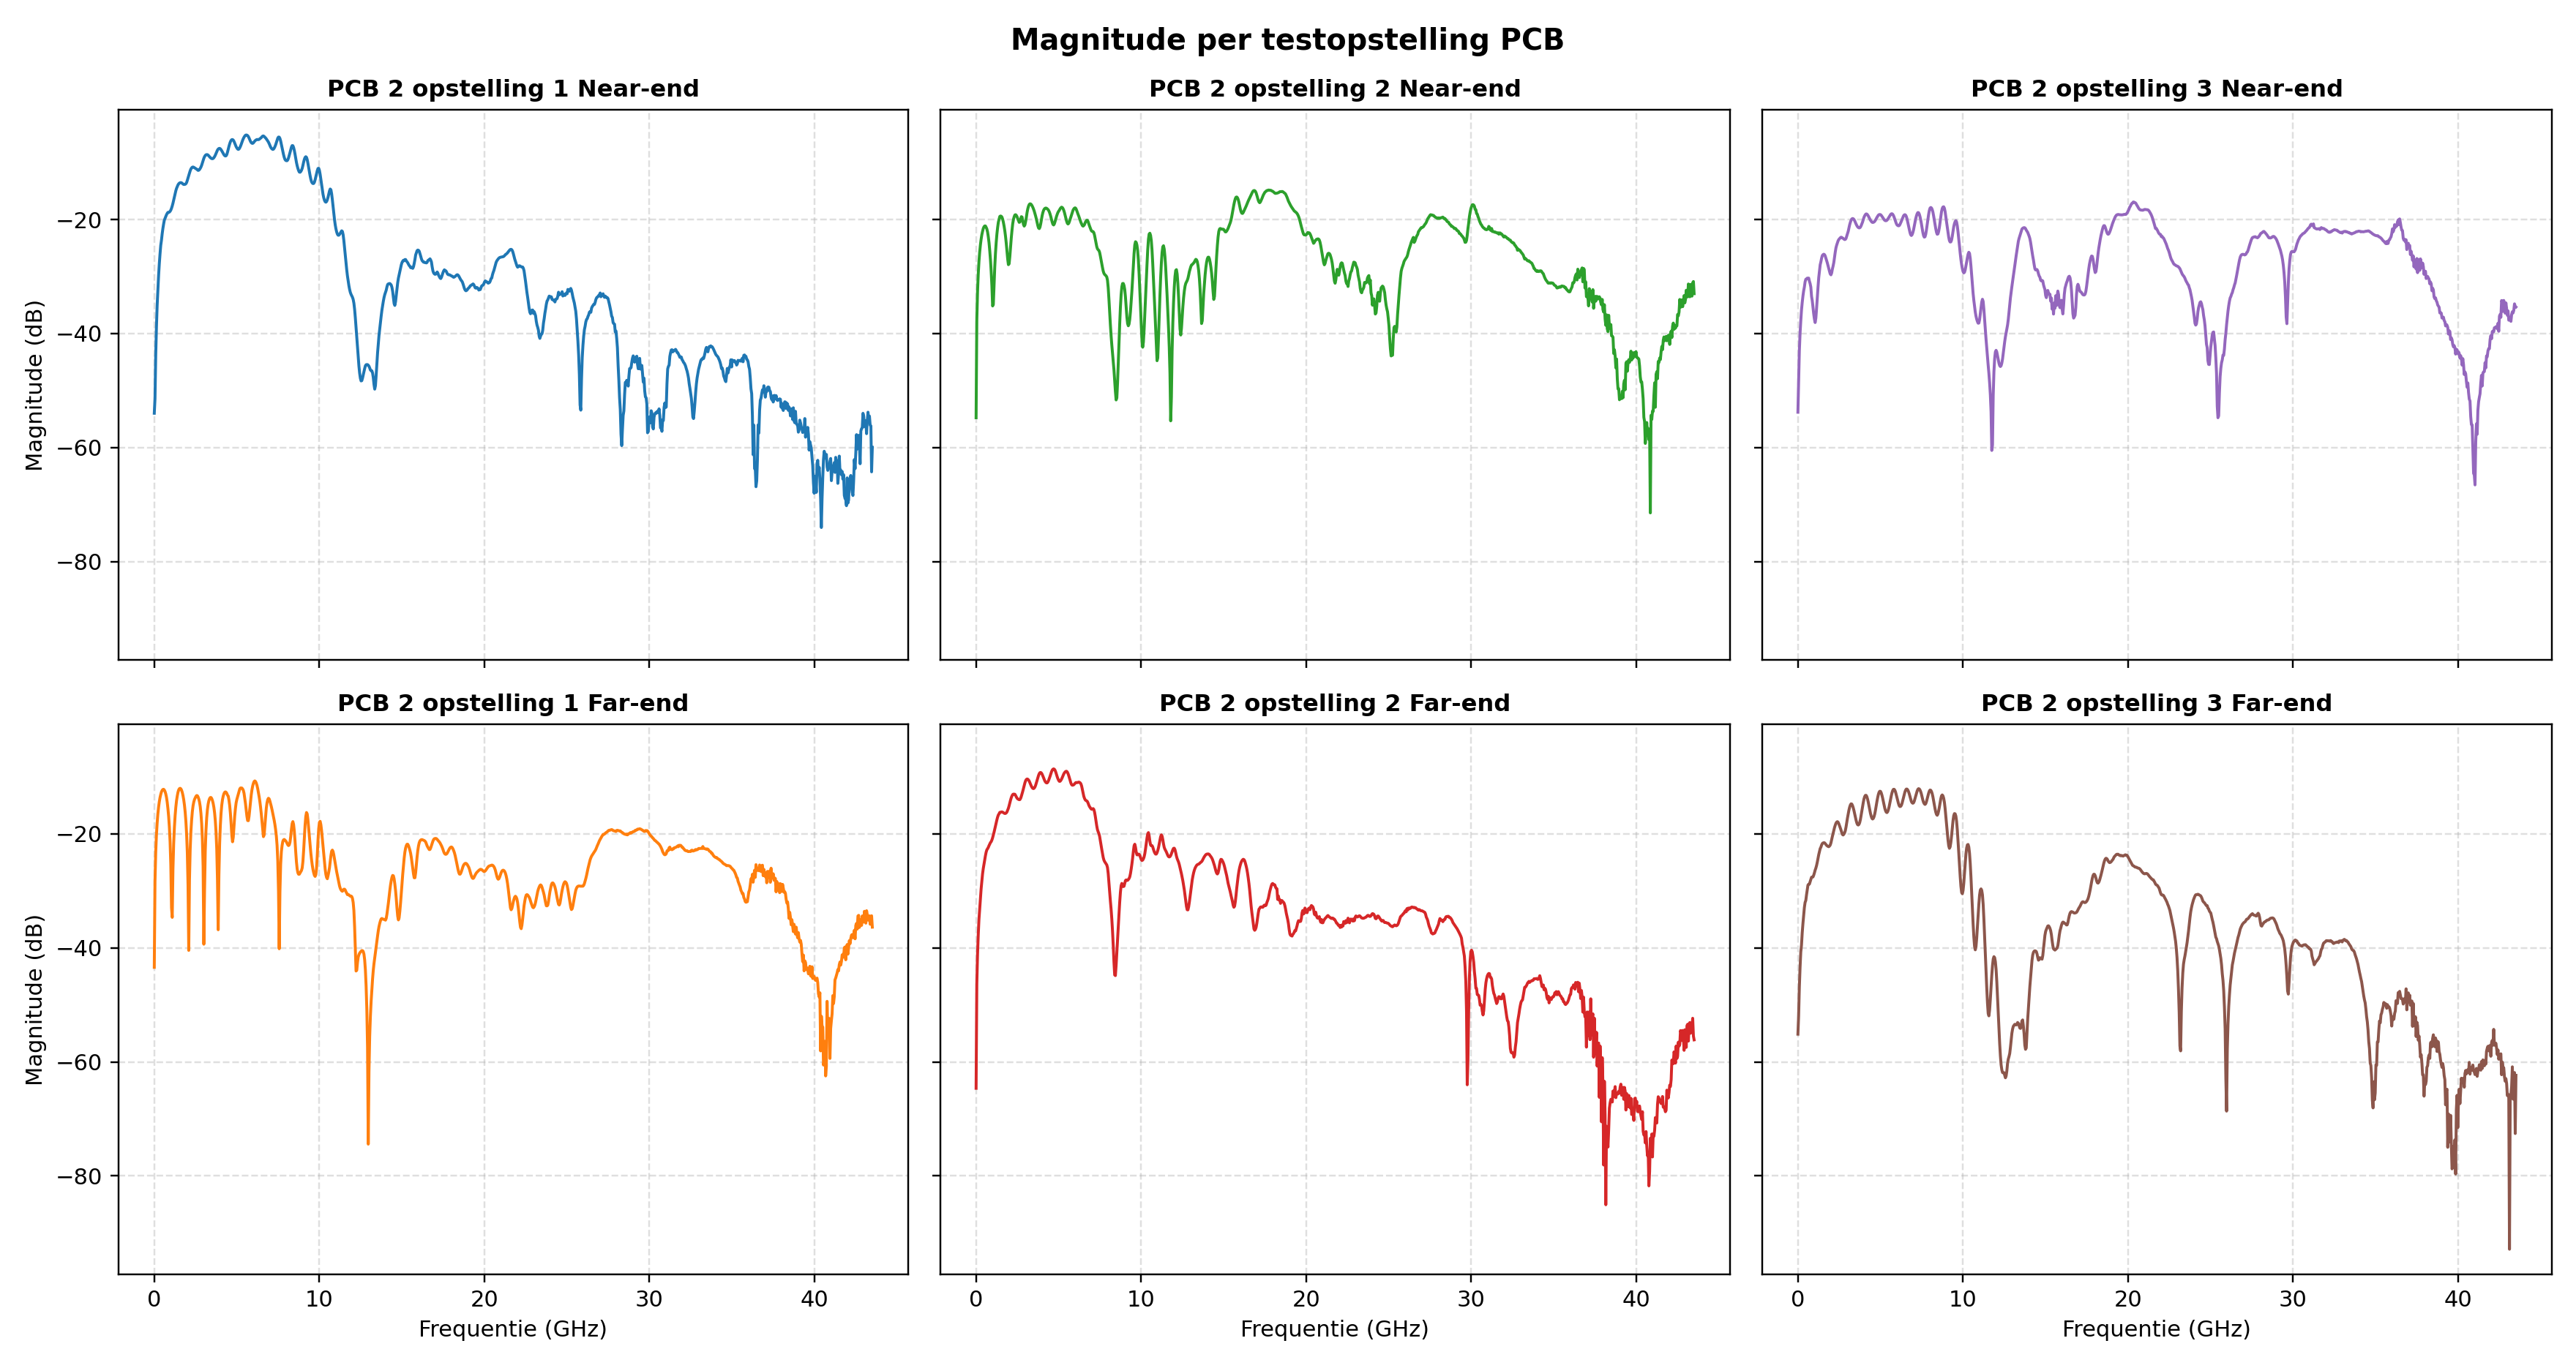 Magnitude per testopstelling PCB
PCB 2 opstelling 1 Near-end
PCB 2 opstelling 2 Near-end
PCB 2 opstelling 3 Near-end
Magnitude (dB)
−20
−40
−60
−80
PCB 2 opstelling 1 Far-end
PCB 2 opstelling 2 Far-end
PCB 2 opstelling 3 Far-end
Magnitude (dB)
−20
−40
−60
−80
0 10 20 30 40
0 10 20 30 40
0 10 20 30 40
Frequentie (GHz)
Frequentie (GHz)
Frequentie (GHz)